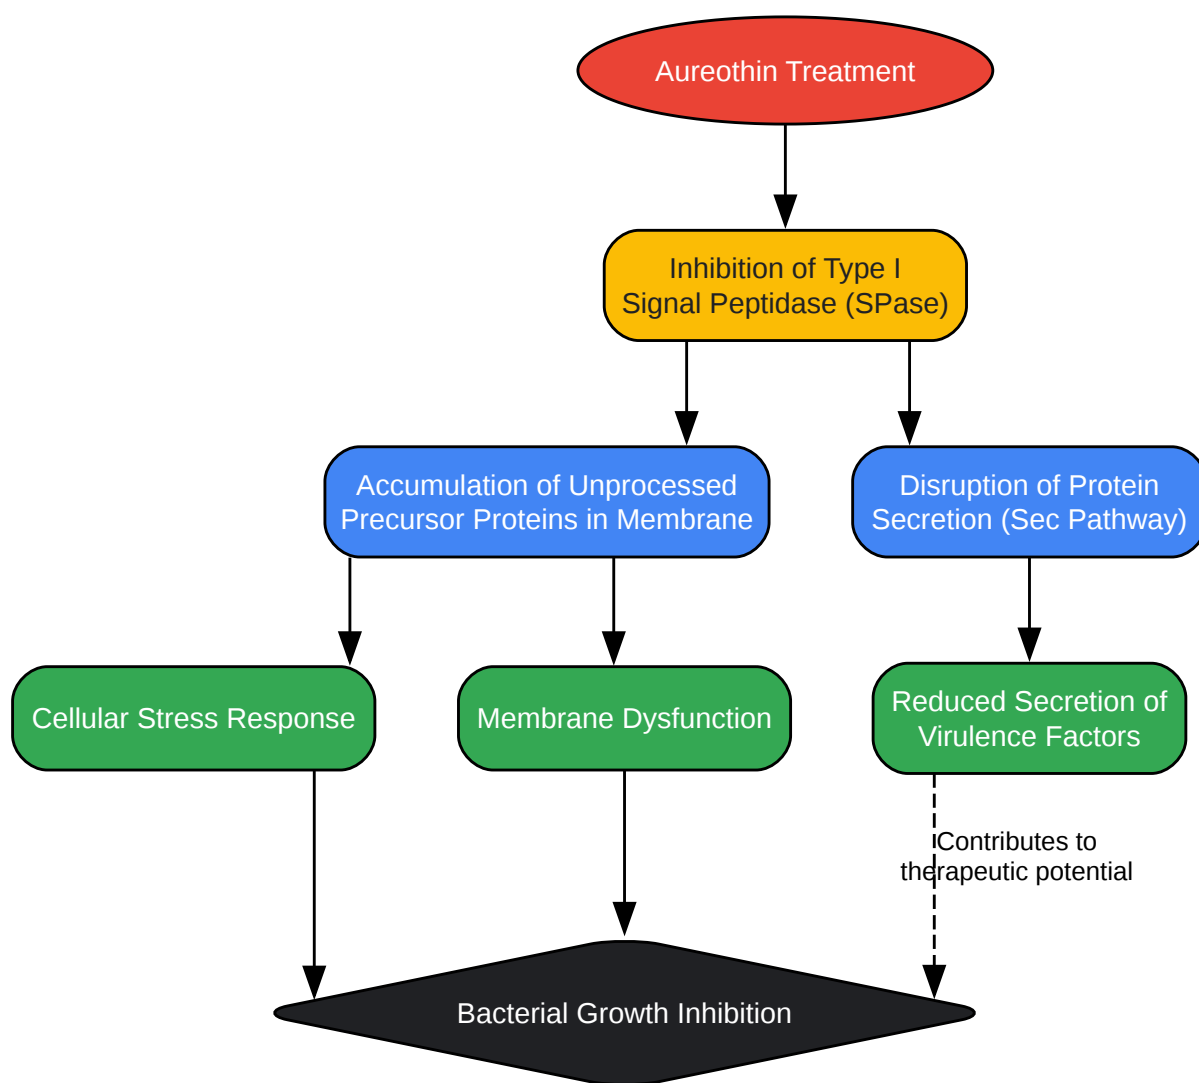 Aureothin Treatment
Inhibition of Type I
Signal Peptidase (SPase)
Accumulation of Unprocessed
Precursor Proteins in Membrane
Disruption of Protein
Secretion (Sec Pathway)
Cellular Stress Response
Membrane Dysfunction
Reduced Secretion of
Virulence Factors
Contributes to
therapeutic potential
Bacterial Growth Inhibition